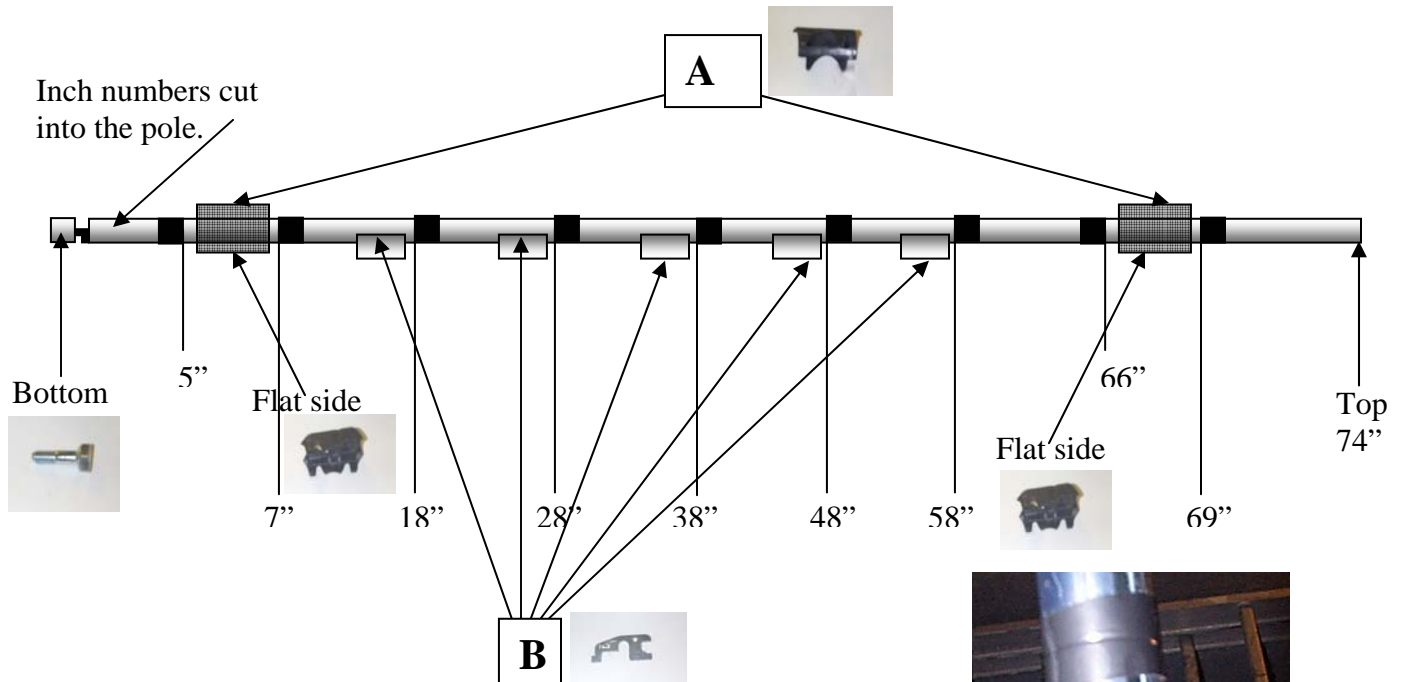 A
Inch numbers cut
into the pole.
5”
66”
Bottom
Flat side
Top
74”
Flat side
7”
18”
28”
38”
48”
58”
69”
B